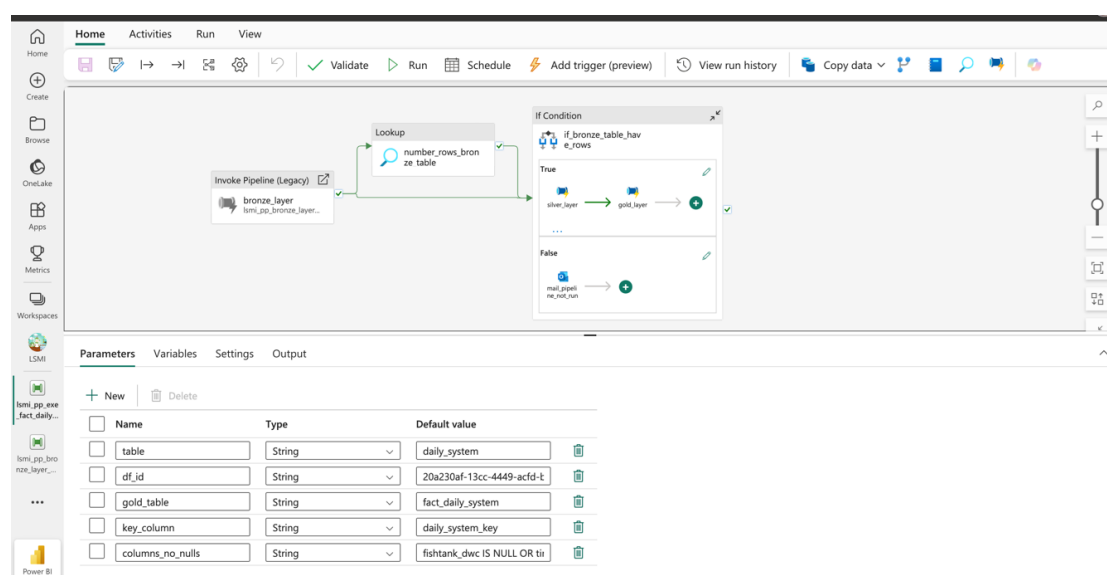 Home Activities Run View
Validate Run Schedule Add trigger (preview) View run history Copy data
Home
Create
Browse
OneLake
Apps
Metrics
Workspaces
LSMI
lsmi_pp_exe
_fact_daily...
lsmi_pp_bro
nze_layer_...
...
Power BI
Invoke Pipeline (Legacy)
bronze_layer
lsmi_pp_bronze_layer...
Lookup
number_rows_bron
ze table
If Condition
if_bronze_table_hav
e_rows
True
silver_layer gold_layer
...
False
mail_pipeli
ne_not_run
Parameters Variables Settings Output
New Delete
Name Type Default value
table String daily_system
df_id String 20a230af-13cc-4449-acfd-b
gold_table String fact_daily_system
key_column String daily_system_key
columns_no_nulls String fishtank_dwc IS NULL OR tir